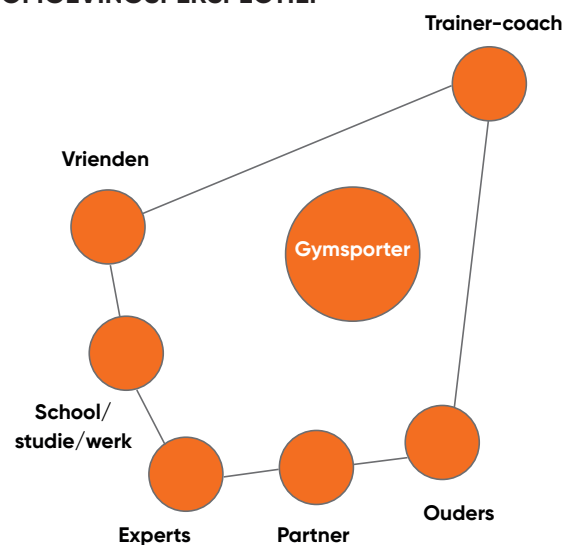 Trainer-coach
Vrienden
Gymsporter
School/
studie/werk
Ouders
Experts
Partner